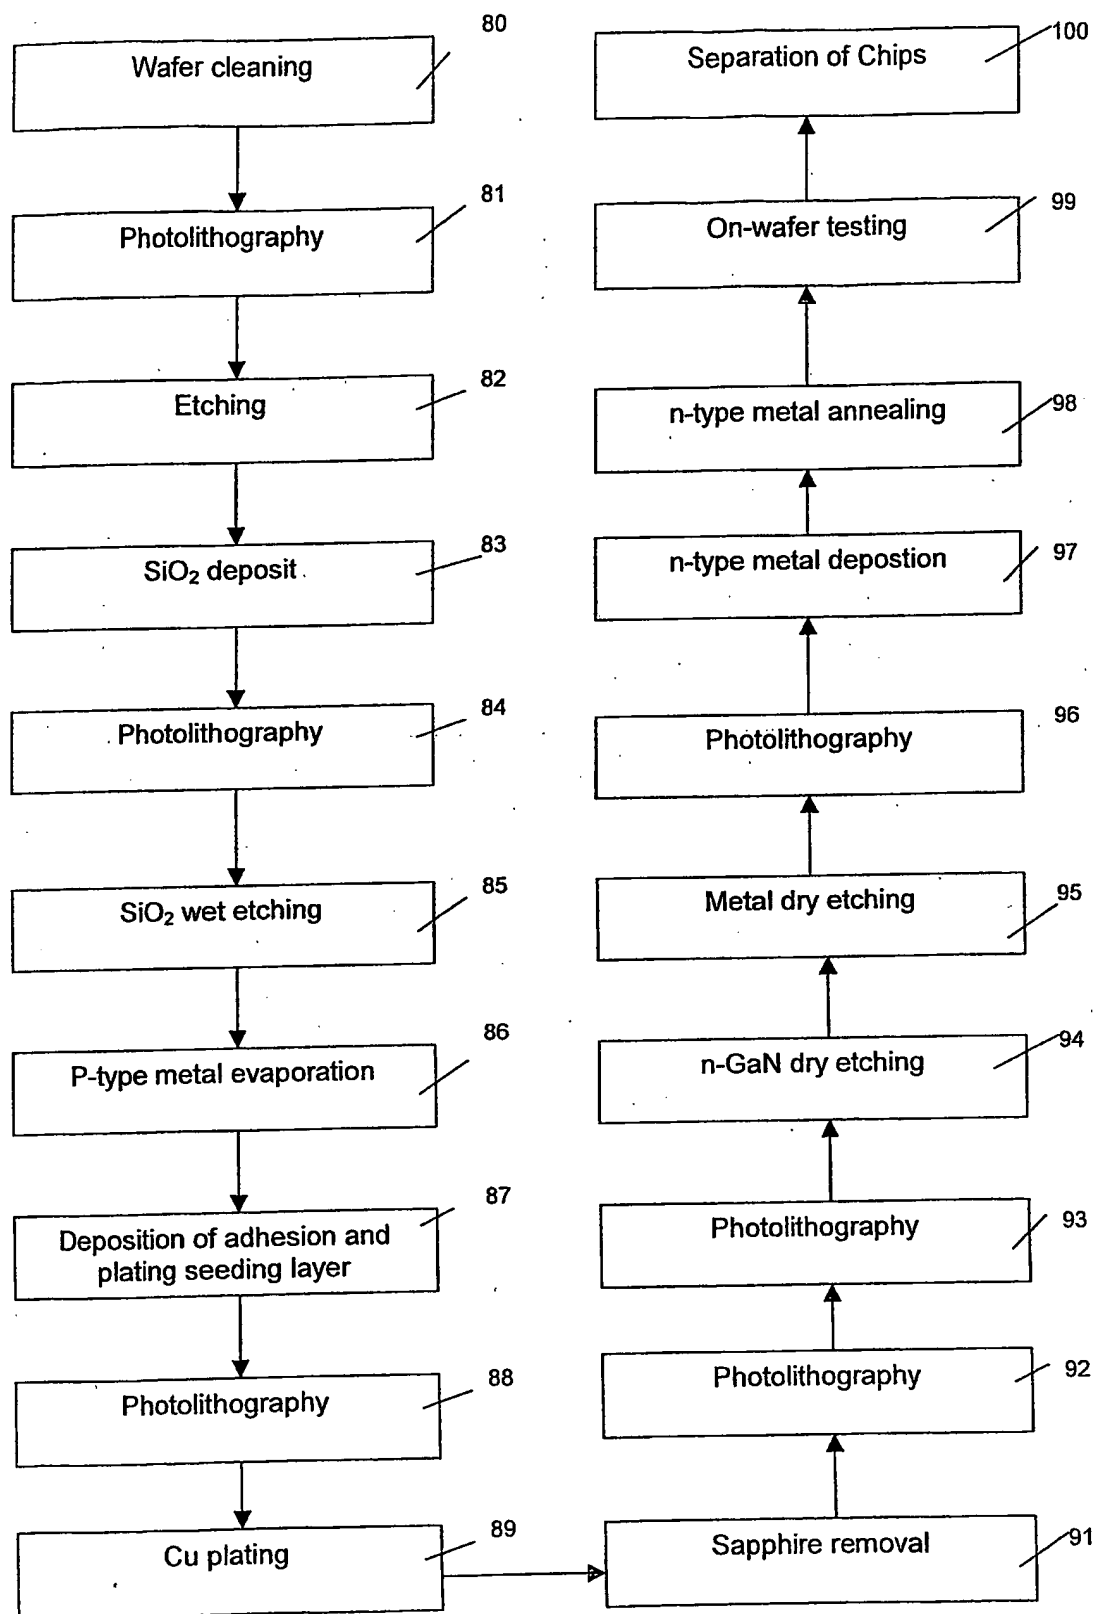 80
Wafer cleaning
81
Photolithography
82
Etching
83
SiO₂ deposit
84
Photolithography
85
SiO₂ wet etching
86
P-type metal evaporation
87
Deposition of adhesion and
plating seeding layer
88
Photolithography
89
Cu plating
91
Sapphire removal
92
Photolithography
93
Photolithography
94
n-GaN dry etching
95
Metal dry etching
96
Photolithography
97
n-type metal depostion
98
n-type metal annealing
99
On-wafer testing
100
Separation of Chips